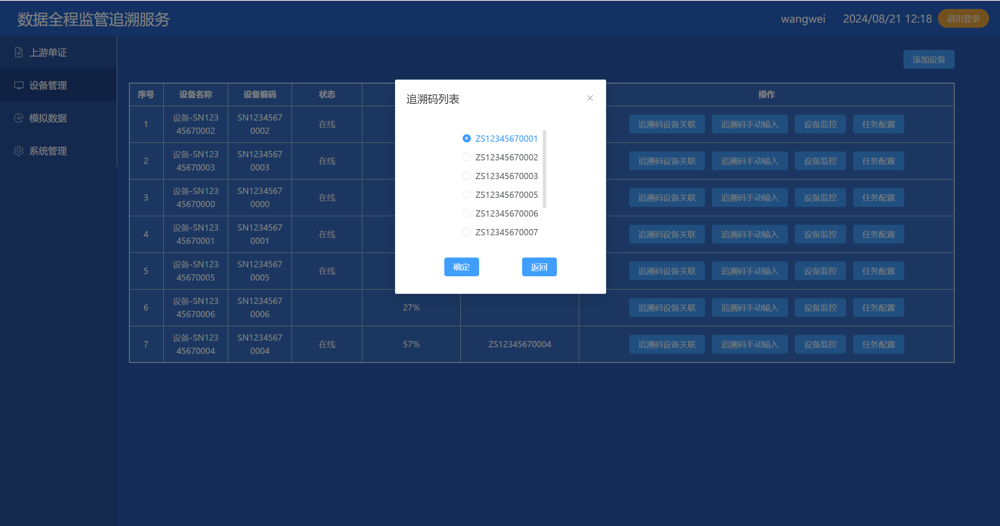 数据全程监管追溯服务
wangwei 2024/08/21 12:18 退出登录
上游单证
设备管理
模拟数据
系统管理
添加设备
序号 设备名称 设备编码 状态 操作
1 设备-SN12345670002 SN12345670002 在线 追溯码设备关联 追溯码手动输入 设备监控 任务配置
2 设备-SN12345670003 SN12345670003 在线 追溯码设备关联 追溯码手动输入 设备监控 任务配置
3 设备-SN12345670000 SN12345670000 在线 追溯码设备关联 追溯码手动输入 设备监控 任务配置
4 设备-SN12345670001 SN12345670001 在线 追溯码设备关联 追溯码手动输入 设备监控 任务配置
5 设备-SN12345670005 SN12345670005 在线 追溯码设备关联 追溯码手动输入 设备监控 任务配置
6 设备-SN12345670006 SN12345670006 27% 追溯码设备关联 追溯码手动输入 设备监控 任务配置
7 设备-SN12345670004 SN12345670004 在线 57% ZS12345670004 追溯码设备关联 追溯码手动输入 设备监控 任务配置
追溯码列表
ZS12345670001
ZS12345670002
ZS12345670003
ZS12345670005
ZS12345670006
ZS12345670007
确定 返回